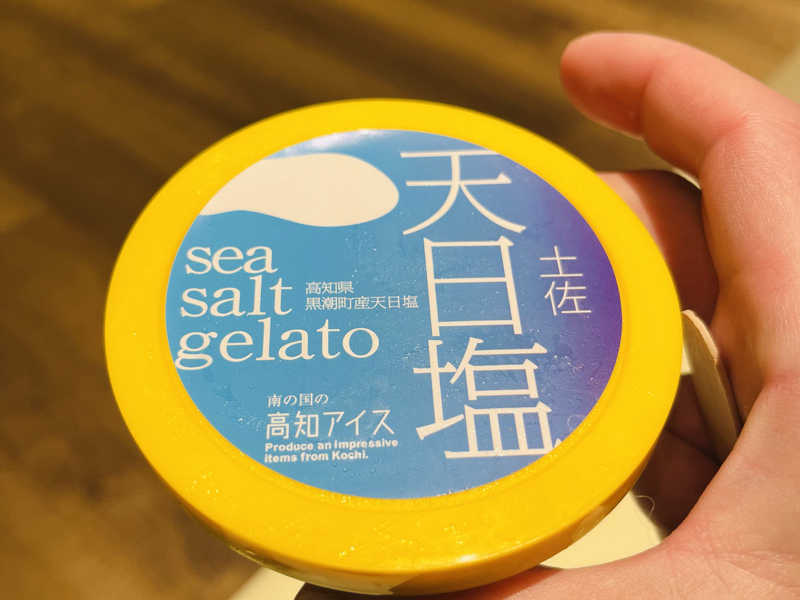 天日塩
土佐
sea
salt
gelato
高知県
黒潮町産天日塩
南の国の
高知アイス
Produce an Impressive
items from Kochi.